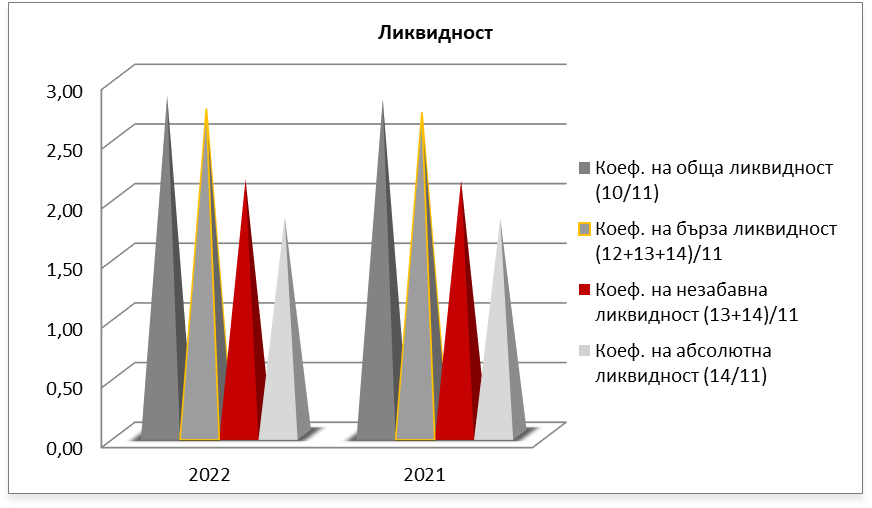 Ликвидност
3,00
2,50
2,00
1,50
1,00
0,50
0,00
2022
2021
Коеф. на обща ликвидност
(10/11)
Коеф. на бърза ликвидност
(12+13+14)/11
Коеф. на незабавна
ликвидност (13+14)/11
Коеф. на абсолютна
ликвидност (14/11)